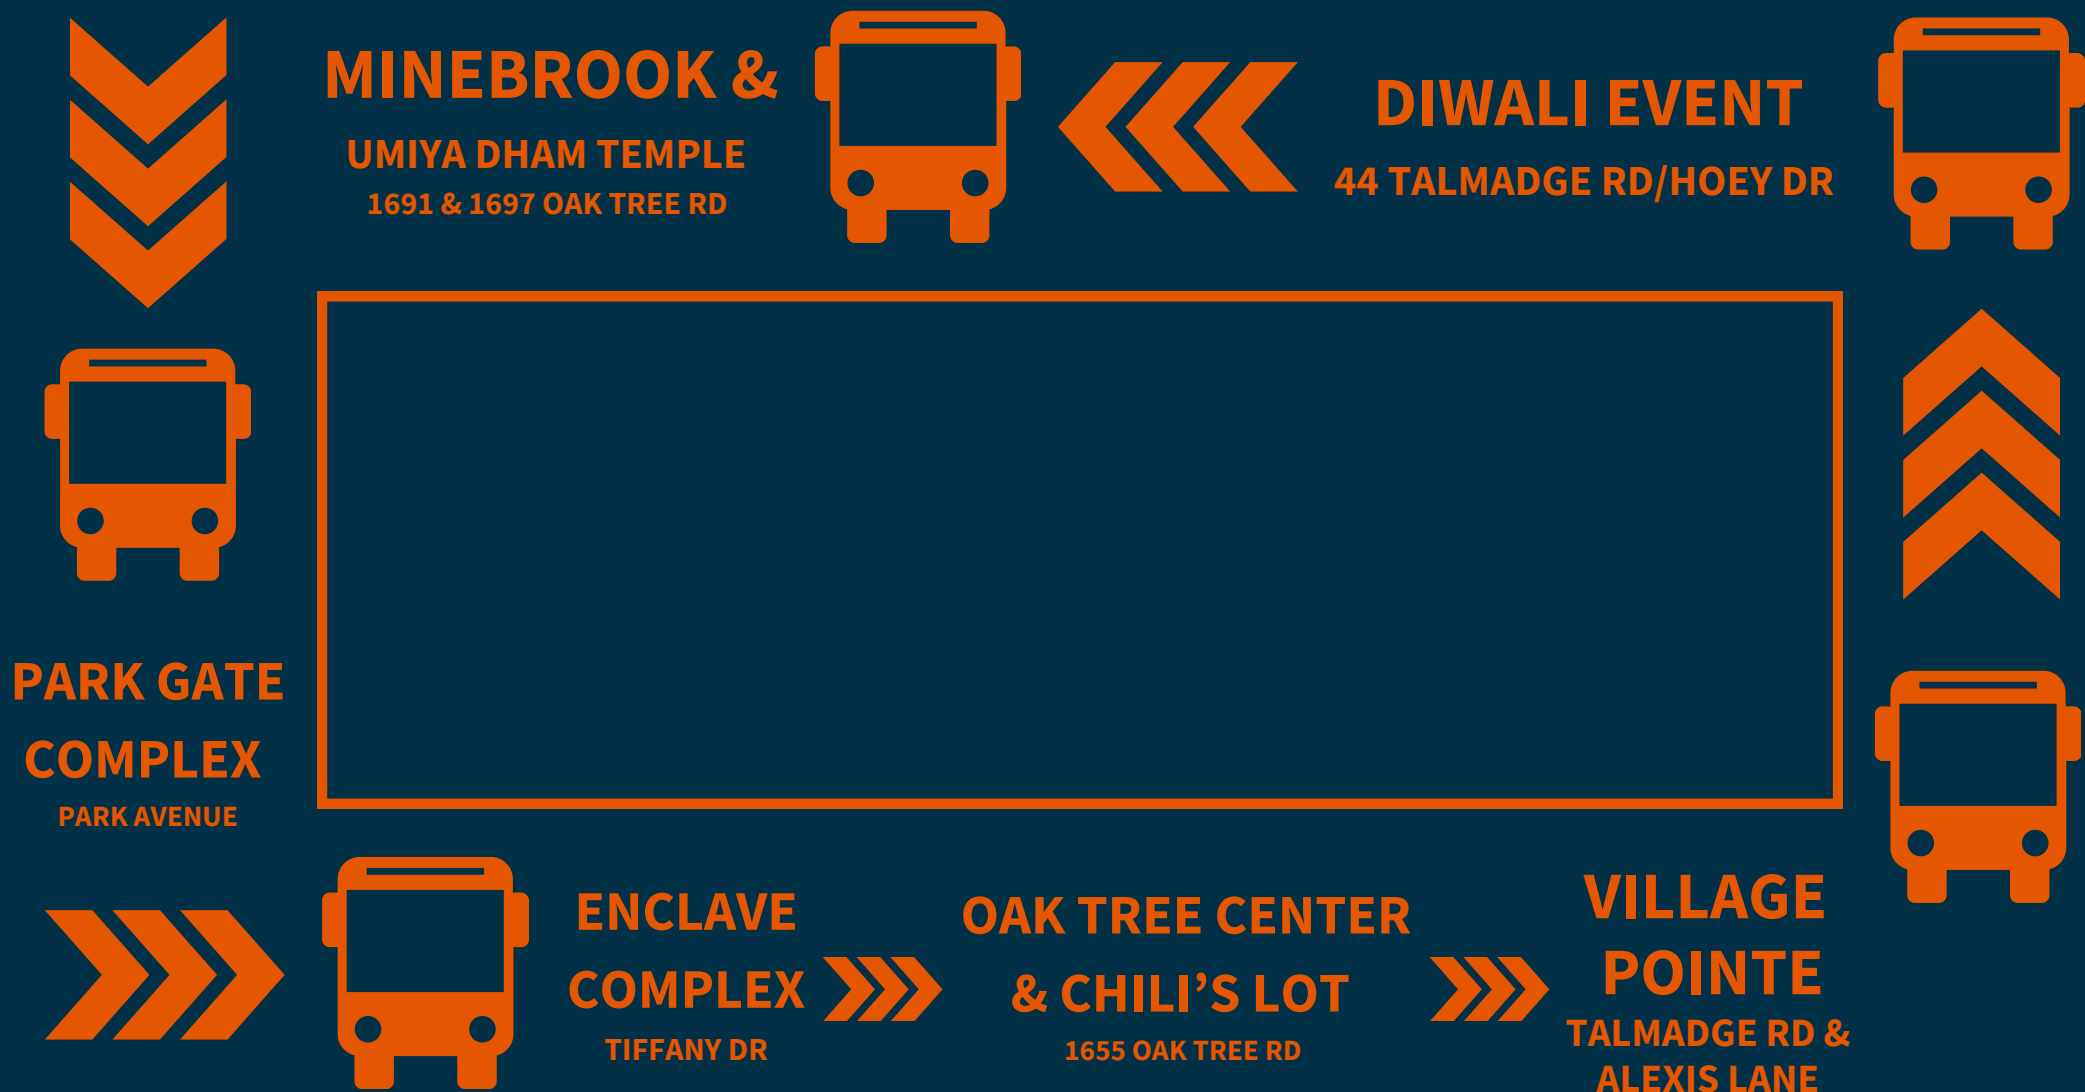 MINEBROOK &
UMIYA DHAM TEMPLE
1691 & 1697 OAK TREE RD
DIWALI EVENT
44 TALMADGE RD/HOEY DR
PARK GATE
COMPLEX
PARK AVENUE
ENCLAVE
COMPLEX
TIFFANY DR
OAK TREE CENTER
& CHILI’S LOT
1655 OAK TREE RD
VILLAGE
POINTE
TALMADGE RD &
ALEXIS LANE